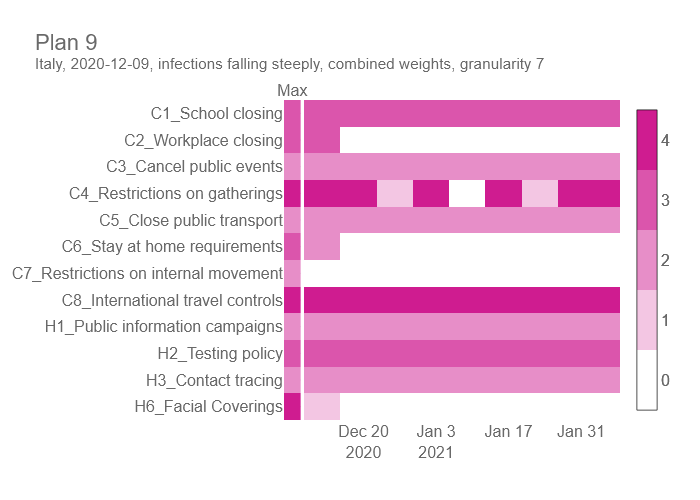 Plan 9
Italy, 2020-12-09, infections falling steeply, combined weights, granularity 7
Max
C1_School closing
C2_Workplace closing
C3_Cancel public events
C4_Restrictions on gatherings
C5_Close public transport
C6_Stay at home requirements
C7_Restrictions on internal movement
C8_International travel controls
H1_Public information campaigns
H2_Testing policy
H3_Contact tracing
H6_Facial Coverings
Dec 20 Jan 3 Jan 17 Jan 31
2020 2021
4
3
2
1
0